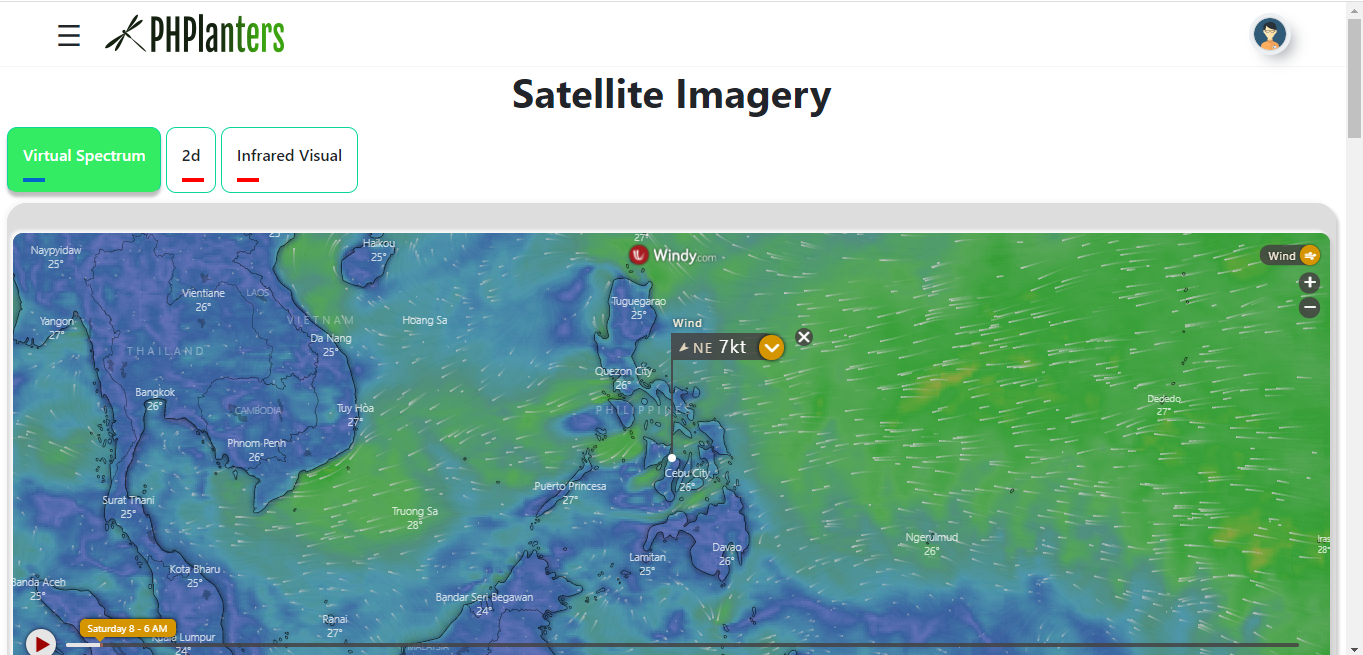 PHPlanters
Satellite Imagery
Virtual Spectrum
2d
Infrared Visual
Naypyidaw
25°
25
Haikou
25°
27°
Windy.com
Wind
Vientiane
26°
LAOS
Yangon
27°
VIETNAM
Hoang Sa
Tuguegarao
25°
Wind
NE 7kt
Da Nang
25°
THAILAND
Quezon City
26°
Bangkok
26°
CAMBODIA
Tuy Hòa
27°
PHILIPPINES
Dededo
27°
Phnom Penh
26°
Cebu City
26°
Puerto Princesa
27°
Surat Thani
25°
Truong Sa
28°
Ngerulmud
26°
Davao
26°
Lamitan
25°
Iras
28°
Kota Bharu
25°
Banda Aceh
25°
Bandar Seri Begawan
24°
Ranai
27°
Saturday 8 - 6 AM
Kuala Lumpur
24°
MALAYSIA